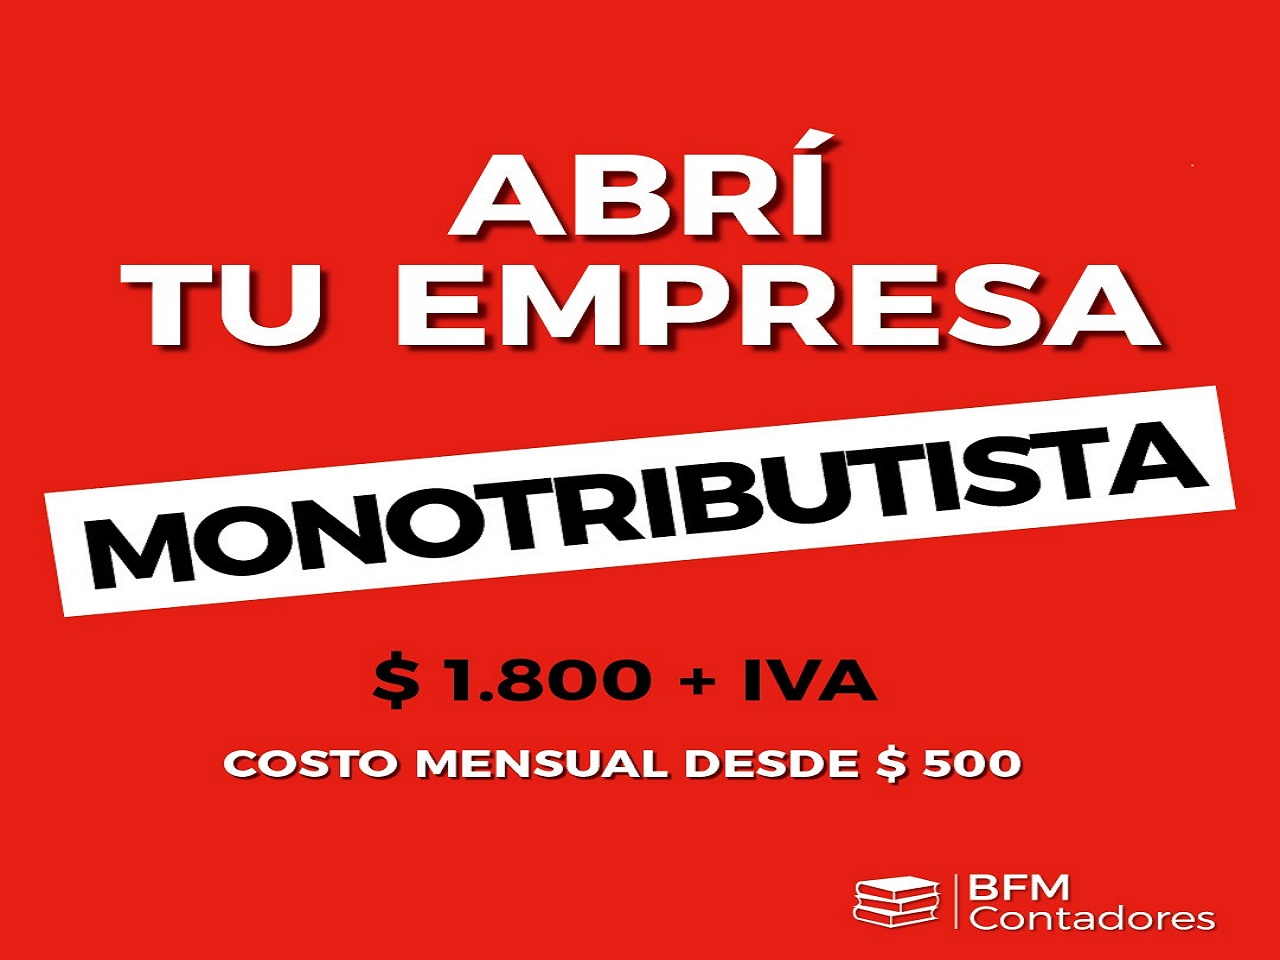 ABRÍ
TU EMPRESA
MONOTRIBUTISTA
$ 1.800 + IVA
COSTO MENSUAL DESDE $ 500
BFM
Contadores